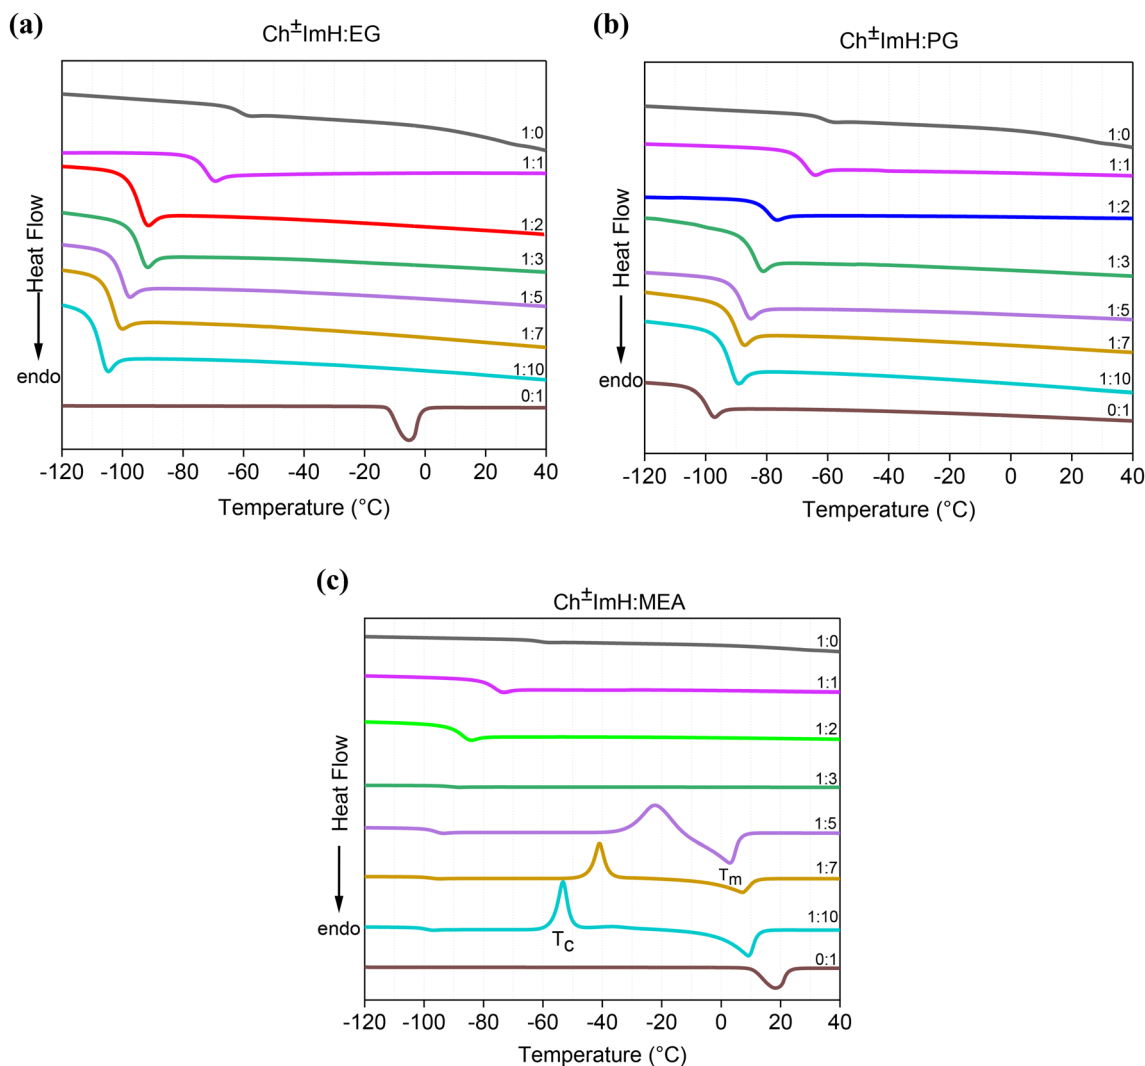 (a)
Ch±ImH:EG
1:0
1:1
1:2
1:3
1:5
1:7
1:10
0:1
Heat Flow
endo
-120 -100 -80 -60 -40 -20 0 20 40
Temperature (°C)
(b)
Ch±ImH:PG
1:0
1:1
1:2
1:3
1:5
1:7
1:10
0:1
Heat Flow
endo
-120 -100 -80 -60 -40 -20 0 20 40
Temperature (°C)
(c)
Ch±ImH:MEA
1:0
1:1
1:2
1:3
1:5
Tm
1:7
1:10
Tc
0:1
Heat Flow
endo
-120 -100 -80 -60 -40 -20 0 20 40
Temperature (°C)